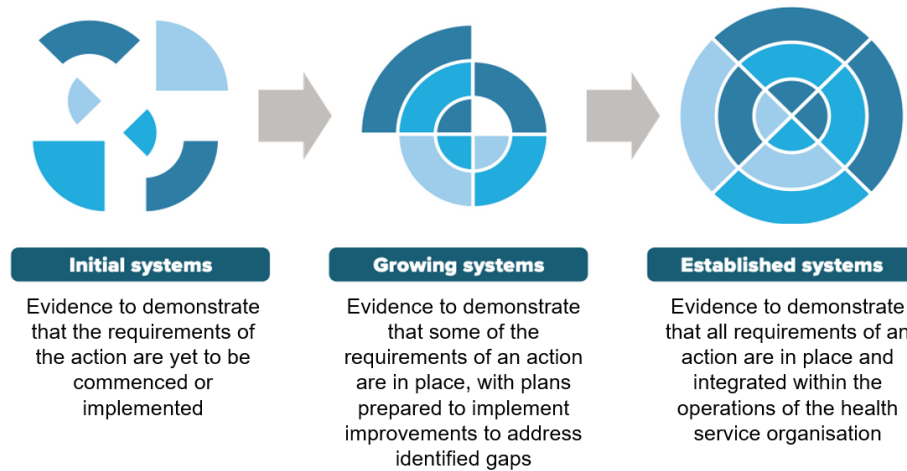 Initial systems
Evidence to demonstrate
that the requirements of
the action are yet to be
commenced or
implemented
Growing systems
Evidence to demonstrate
that some of the
requirements of an action
are in place, with plans
prepared to implement
improvements to address
identified gaps
Established systems
Evidence to demonstrate
that all requirements of an
action are in place and
integrated within the
operations of the health
service organisation